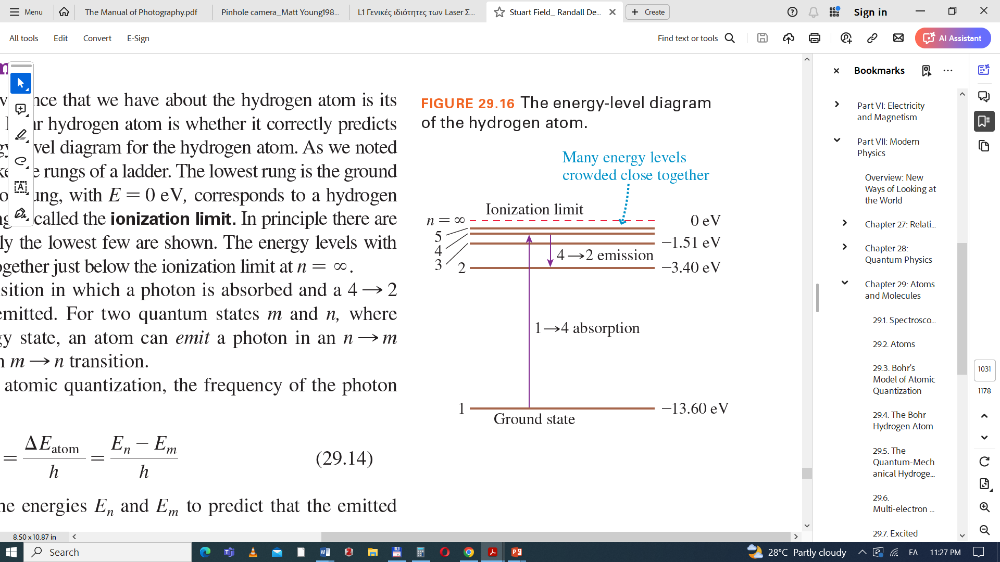 Menu
The Manual of Photography.pdf
Pinhole camera_Matt Young198...
L1 Γενικές ιδιότητες των Laser Σ...
Stuart Field_ Randall De...
Create
Sign in
All tools
Edit
Convert
E-Sign
Find text or tools
AI Assistant
nce that we have about the hydrogen atom is its
r hydrogen atom is whether it correctly predicts
vel diagram for the hydrogen atom. As we noted
e rungs of a ladder. The lowest rung is the ground
ung, with E = 0 eV, corresponds to a hydrogen
called the ionization limit. In principle there are
ly the lowest few are shown. The energy levels with
ogether just below the ionization limit at n = ∞.
sition in which a photon is absorbed and a 4 → 2
emitted. For two quantum states m and n, where
gy state, an atom can emit a photon in an n → m
n m → n transition.
atomic quantization, the frequency of the photon
= ΔEatom / h = En − Em / h (29.14)
he energies En and Em to predict that the emitted
FIGURE 29.16 The energy-level diagram
of the hydrogen atom.
Many energy levels
crowded close together
Ionization limit
n = ∞
0 eV
5
4
3
−1.51 eV
4→2 emission
2
−3.40 eV
1→4 absorption
1
−13.60 eV
Ground state
Bookmarks
Part VI: Electricity
and Magnetism
Part VII: Modern
Physics
Overview: New
Ways of Looking at
the World
Chapter 27: Relati...
Chapter 28:
Quantum Physics
Chapter 29: Atoms
and Molecules
29.1. Spectrosco...
29.2. Atoms
29.3. Bohr's
Model of Atomic
Quantization
29.4. The Bohr
Hydrogen Atom
29.5. The
Quantum-Mech
anical Hydroge...
29.6.
Multi-electron ...
29.7. Excited
1031
1178
8.50 x 10.87 in
Search
28°C Partly cloudy
ΕΛ
11:27 PM